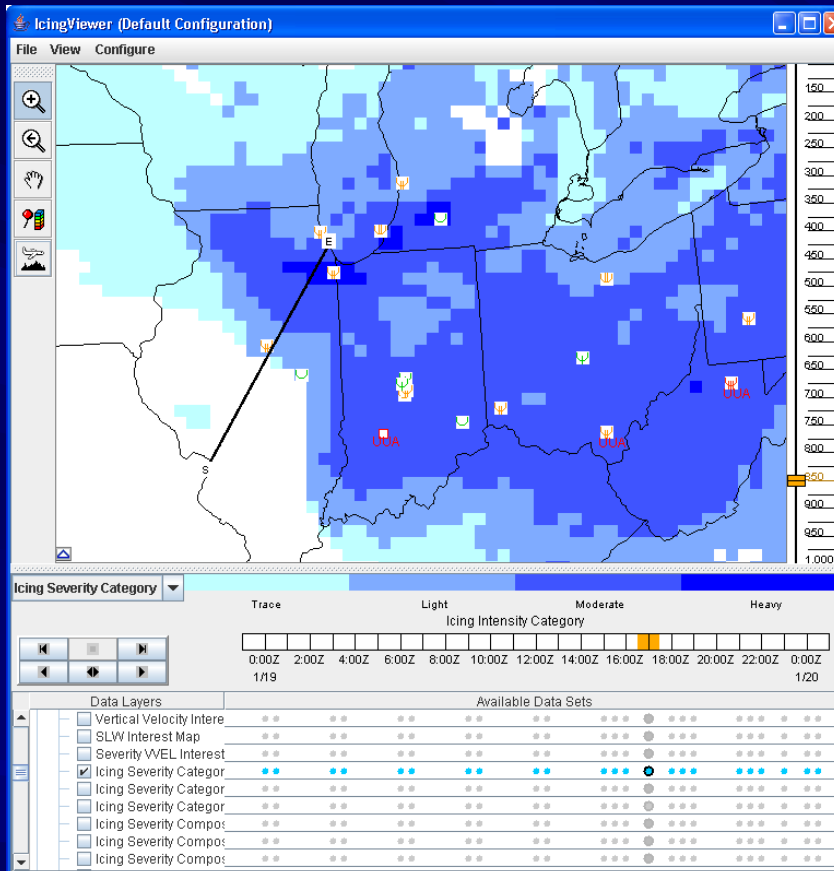 IcingViewer (Default Configuration)
File View Configure
150
200
250
300
350
400
450
500
550
600
650
700
750
800
850
900
950
1,000
E
S
UUA
UUA
UUA
Icing Severity Category
Trace Light Moderate Heavy
Icing Intensity Category
0:00Z 2:00Z 4:00Z 6:00Z 8:00Z 10:00Z 12:00Z 14:00Z 16:00Z 18:00Z 20:00Z 22:00Z 0:00Z
1/19 1/20
Data Layers Available Data Sets
Vertical Velocity Intere
SLW Interest Map
Severity VVEL Interest
Icing Severity Categor
Icing Severity Categor
Icing Severity Categor
Icing Severity Compos
Icing Severity Compos
Icing Severity Compos